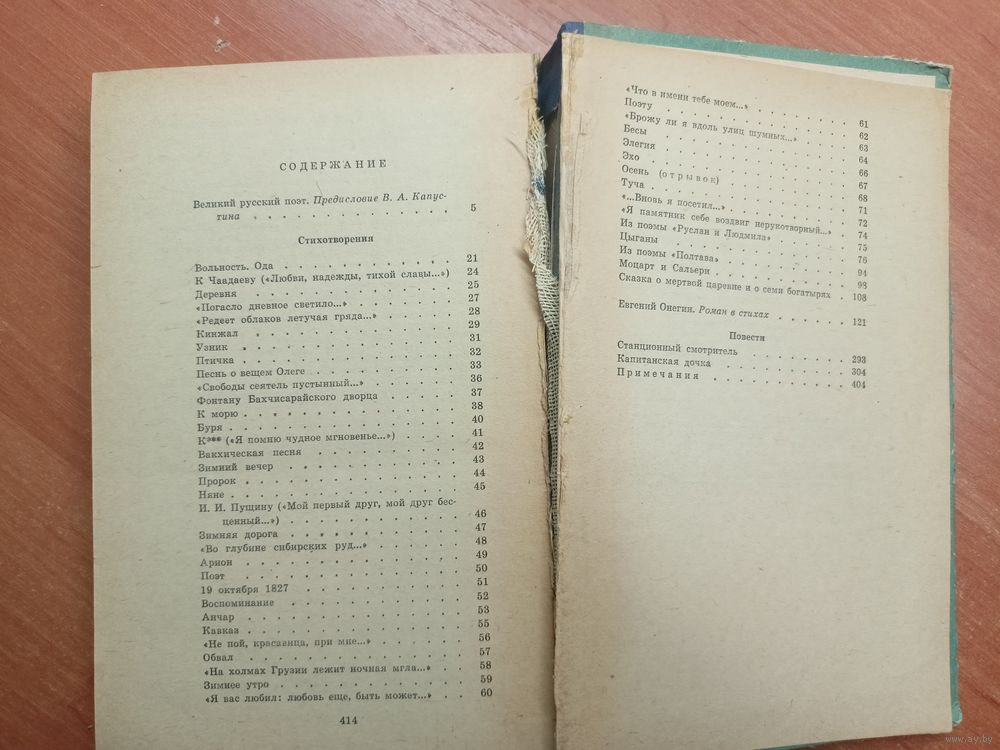 СОДЕРЖАНИЕ
Великий русский поэт. Предисловие В. А. Капус-
тина . . . . . . . . . . . . 5
Стихотворения
Вольность. Ода . . . . . . . . . . . 21
К Чаадаеву («Любви, надежды, тихой славы...») 24
Деревня . . . . . . . . . . . . 25
«Погасло дневное светило...» . . . . . . . 27
«Редеет облаков летучая гряда...» . . . . . 28
Кинжал . . . . . . . . . . . . 29
Узник . . . . . . . . . . . . 31
Птичка . . . . . . . . . . . . 32
Песнь о вещем Олеге . . . . . . . . . 33
«Свободы сеятель пустынный...» . . . . . . 36
Фонтану Бахчисарайского дворца . . . . . 37
К морю . . . . . . . . . . . . 38
Буря . . . . . . . . . . . . . 40
К*** («Я помню чудное мгновенье...») . . . . 41
Вакхическая песня . . . . . . . . . 42
Зимний вечер . . . . . . . . . . . 43
Пророк . . . . . . . . . . . . 44
Няне . . . . . . . . . . . . . 45
И. И. Пущину («Мой первый друг, мой друг бес-
ценный...») . . . . . . . . . . 46
Зимняя дорога . . . . . . . . . . . 47
«Во глубине сибирских руд...» . . . . . . 48
Арион . . . . . . . . . . . . 49
Поэт . . . . . . . . . . . . . 50
19 октября 1827 . . . . . . . . . . 51
Воспоминание . . . . . . . . . . . 52
Анчар . . . . . . . . . . . . 53
Кавказ . . . . . . . . . . . . 55
«Не пой, красавица, при мне...» . . . . . . 56
Обвал . . . . . . . . . . . . 57
«На холмах Грузии лежит ночная мгла...» . . 58
Зимнее утро . . . . . . . . . . . 59
«Я вас любил: любовь еще, быть может...» . . 60
414
«Что в имени тебе моем...» . . . . . . . 61
Поэту . . . . . . . . . . . . 62
«Брожу ли я вдоль улиц шумных...» . . . . 63
Бесы . . . . . . . . . . . . . 64
Элегия . . . . . . . . . . . . 66
Эхо . . . . . . . . . . . . . 67
Осень (отрывок) . . . . . . . . . . 68
Туча . . . . . . . . . . . . . 71
«...Вновь я посетил...» . . . . . . . . 72
«Я памятник себе воздвиг нерукотворный...» . 74
Из поэмы «Руслан и Людмила» . . . . . . 75
Цыганы . . . . . . . . . . . . 76
Из поэмы «Полтава» . . . . . . . . . 94
Моцарт и Сальери . . . . . . . . . . 98
Сказка о мертвой царевне и о семи богатырях . 108
Евгений Онегин. Роман в стихах . . . . . . 121
Повести
Станционный смотритель . . . . . . . . 293
Капитанская дочка . . . . . . . . . . 304
Примечания . . . . . . . . . . . 404
www.ay.by